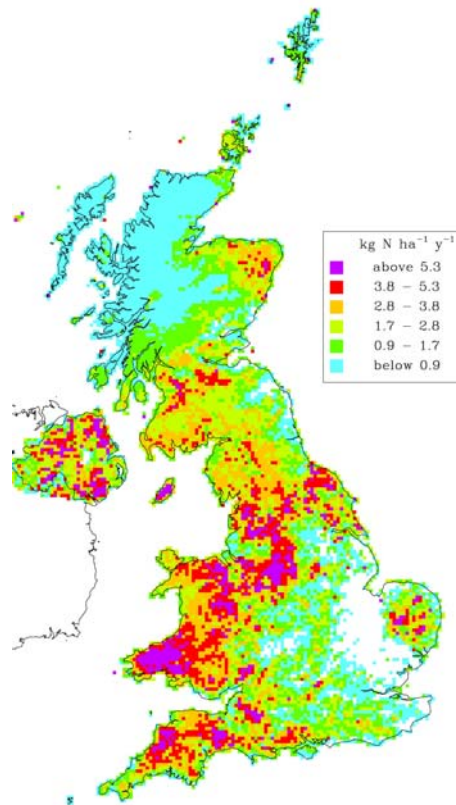 kg N ha⁻¹ y⁻¹
above 5.3
3.8 – 5.3
2.8 – 3.8
1.7 – 2.8
0.9 – 1.7
below 0.9